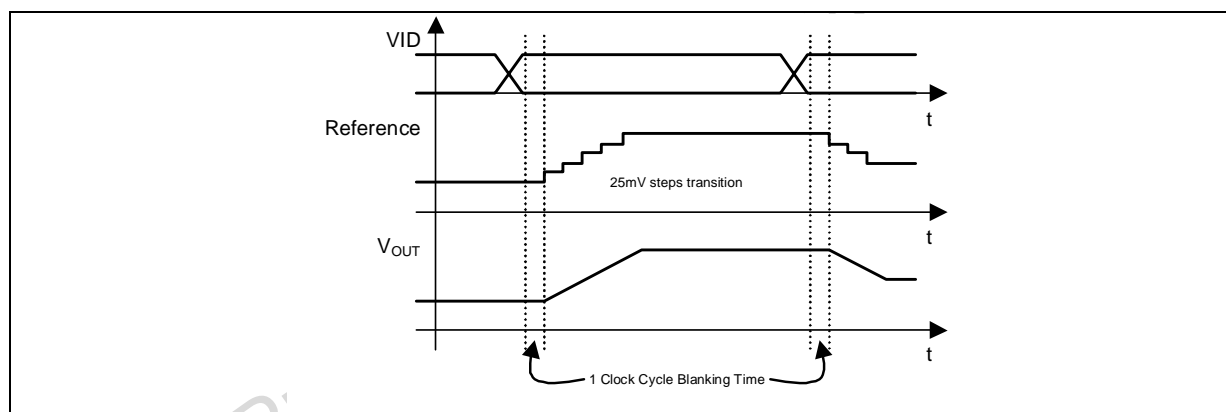 VID
t
Reference
25mV steps transition
t
VOUT
t
1 Clock Cycle Blanking Time